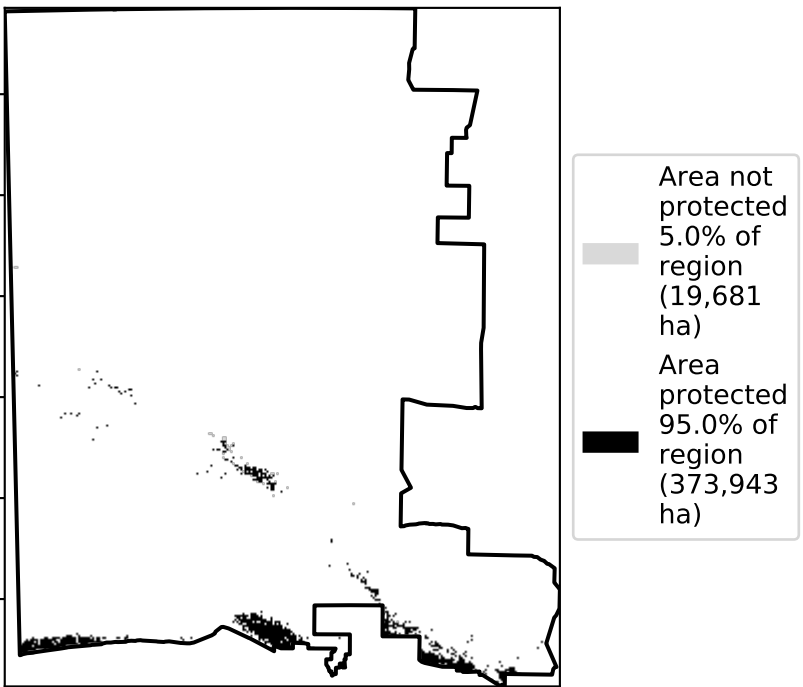 Area not
protected
5.0% of
region
(19,681
ha)
Area
protected
95.0% of
region
(373,943
ha)